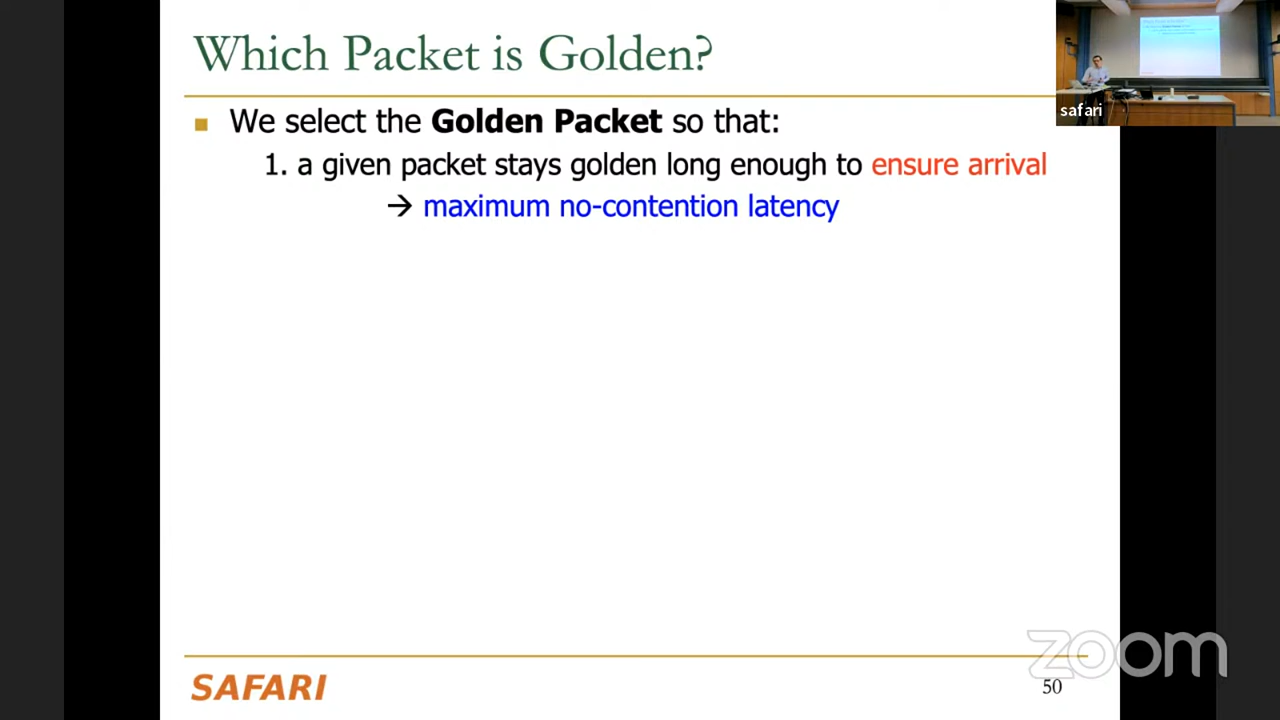 Which Packet is Golden?
safari
■ We select the Golden Packet so that:
1. a given packet stays golden long enough to ensure arrival
→ maximum no-contention latency
zoom
SAFARI
50